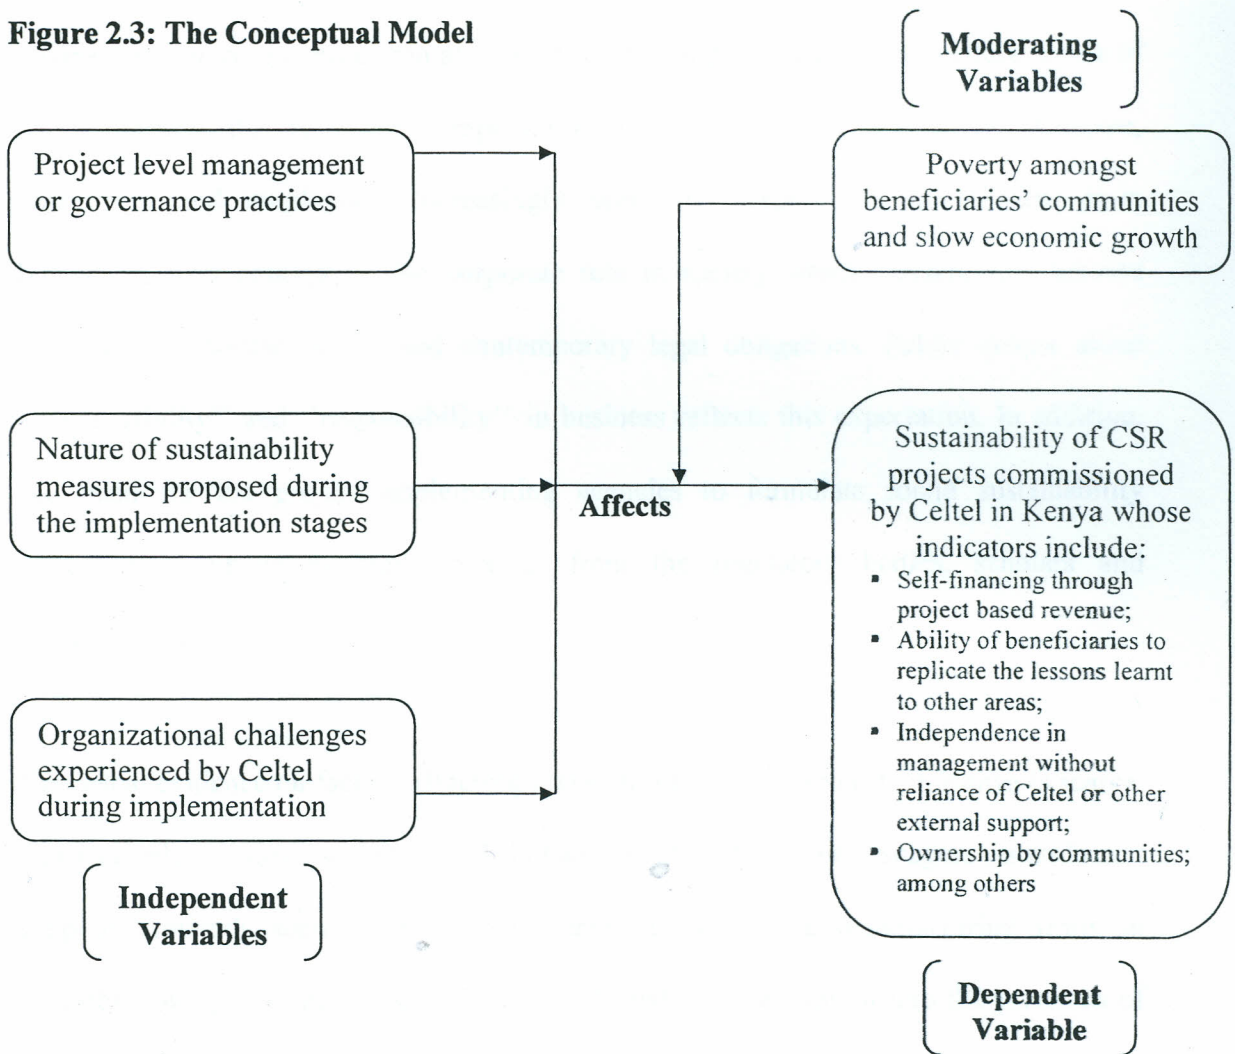 Figure 2.3: The Conceptual Model
Moderating
Variables
Project level management
or governance practices
Poverty amongst
beneficiaries' communities
and slow economic growth
Nature of sustainability
measures proposed during
the implementation stages
Affects
Sustainability of CSR
projects commissioned
by Celtel in Kenya whose
indicators include:
▪ Self-financing through
project based revenue;
▪ Ability of beneficiaries to
replicate the lessons learnt
to other areas;
▪ Independence in
management without
reliance of Celtel or other
external support;
▪ Ownership by communities;
among others
Organizational challenges
experienced by Celtel
during implementation
Independent
Variables
Dependent
Variable